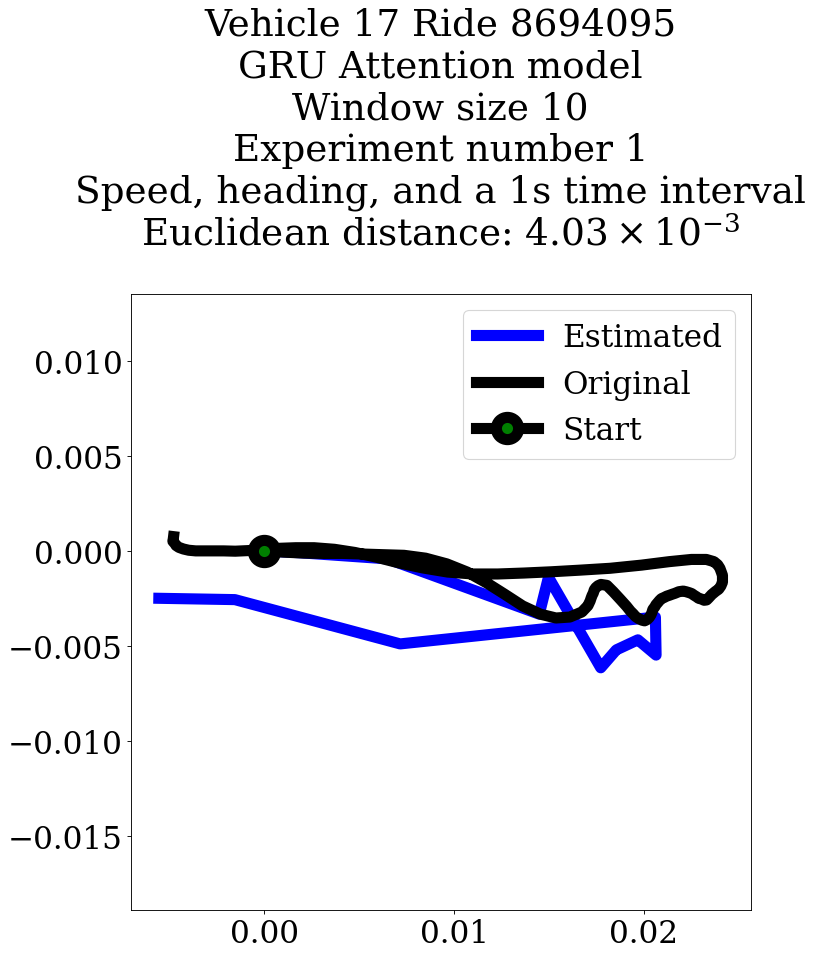 Vehicle 17 Ride 8694095
GRU Attention model
Window size 10
Experiment number 1
Speed, heading, and a 1s time interval
Euclidean distance: 4.03 × 10⁻³
Estimated
Original
Start
0.010
0.005
0.000
−0.005
−0.010
−0.015
0.00
0.01
0.02